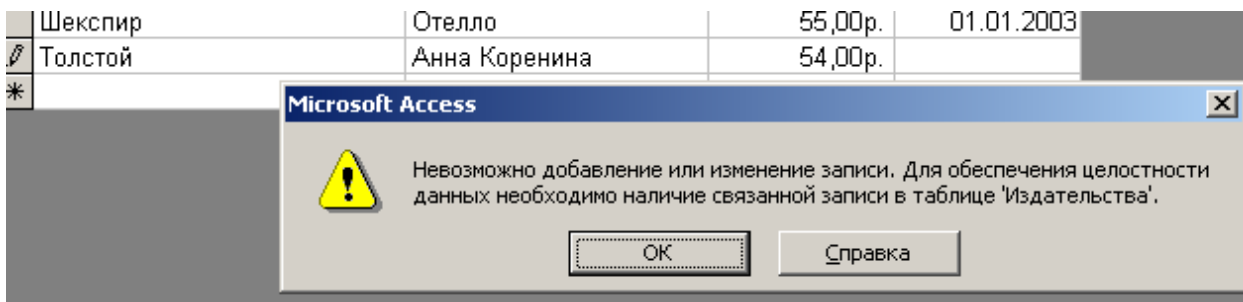 Шекспир Отелло 55,00р. 01.01.2003
Толстой Анна Коренина 54,00р.
Microsoft Access
Невозможно добавление или изменение записи. Для обеспечения целостности
данных необходимо наличие связанной записи в таблице 'Издательства'.
ОК Справка